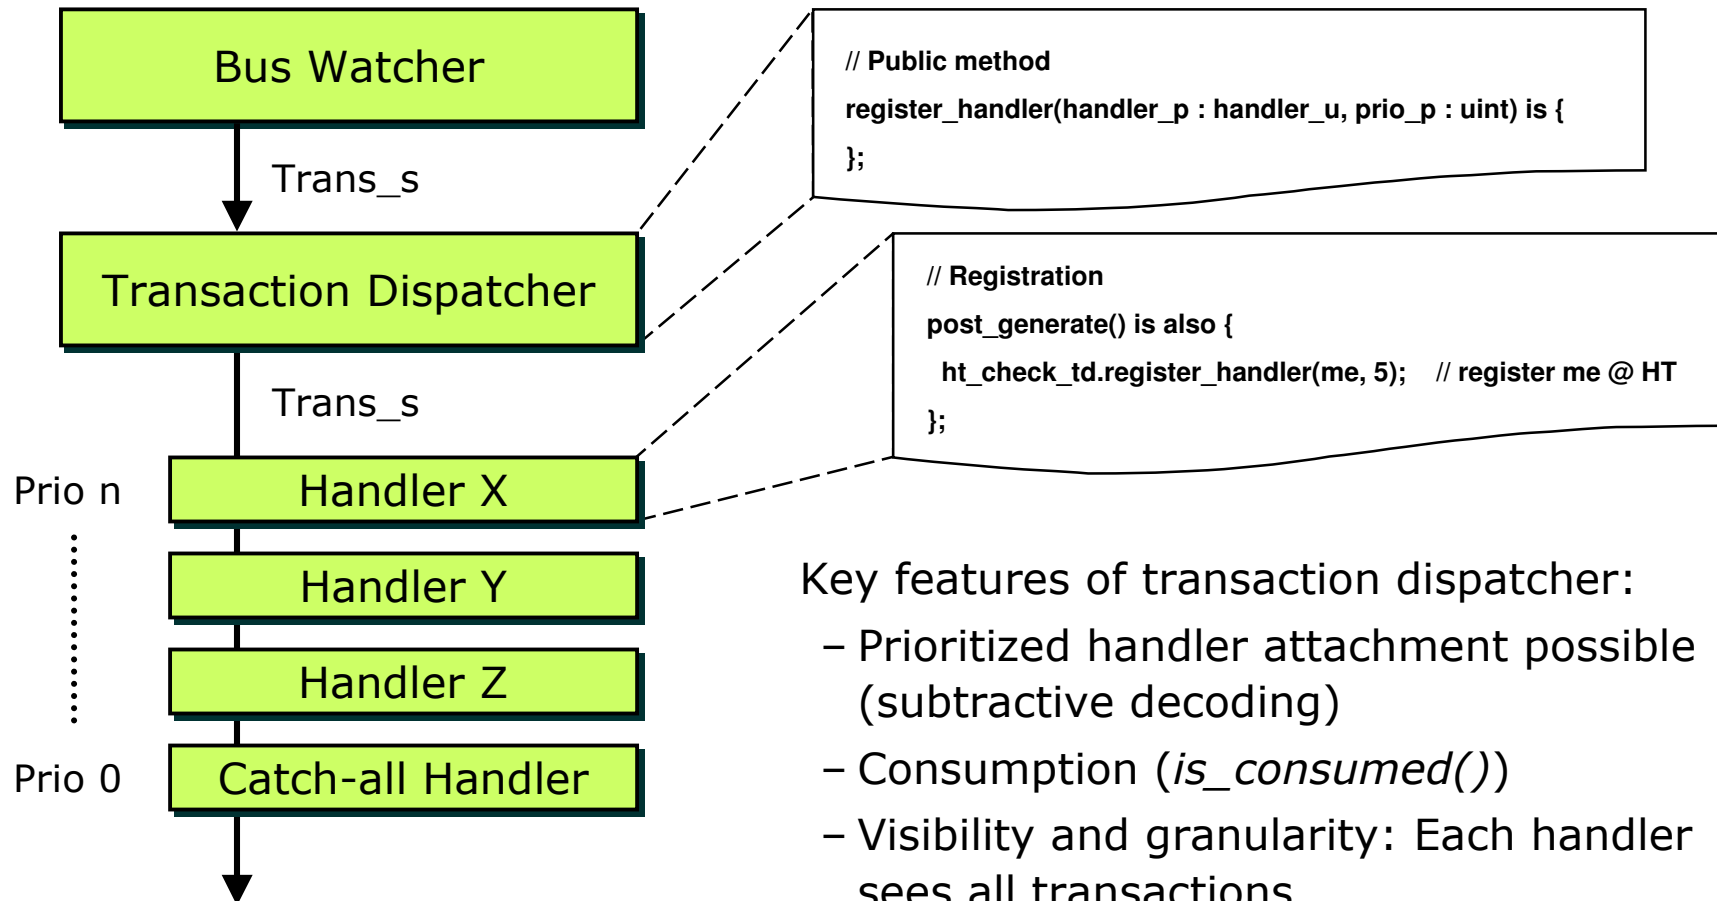 Bus Watcher
Trans_s
Transaction Dispatcher
Trans_s
Prio n
Handler X
Handler Y
Handler Z
Prio 0
Catch-all Handler
// Public method
register_handler(handler_p : handler_u, prio_p : uint) is {
};
// Registration
post_generate() is also {
ht_check_td.register_handler(me, 5); // register me @ HT
};
Key features of transaction dispatcher:
– Prioritized handler attachment possible
(subtractive decoding)
– Consumption (is_consumed())
– Visibility and granularity: Each handler
sees all transactions